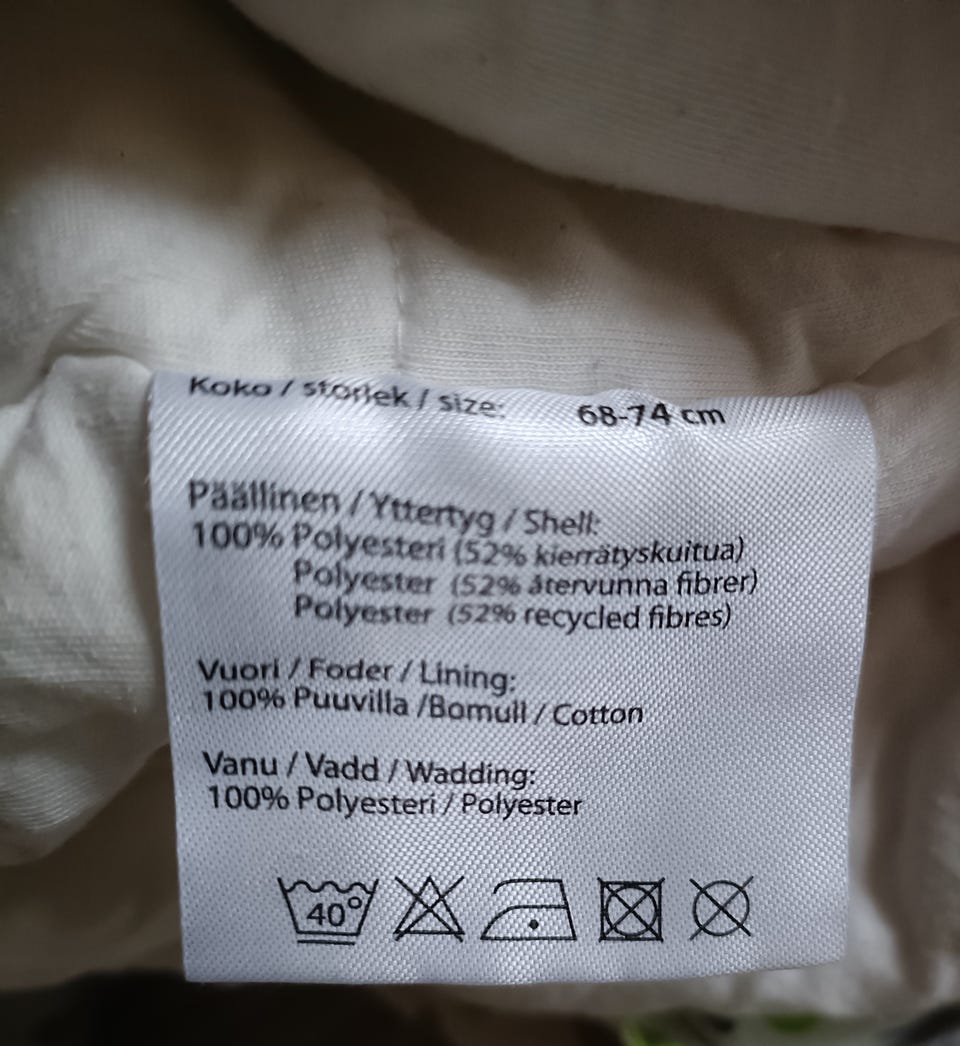 Koko / storlek / size: 68-74 cm
Päällinen / Yttertyg / Shell:
100% Polyesteri (52% kierrätyskuitua)
Polyester (52% återvunna fibrer)
Polyester (52% recycled fibres)
Vuori / Foder / Lining:
100% Puuvilla /Bomull / Cotton
Vanu / Vadd / Wadding:
100% Polyesteri / Polyester
40°